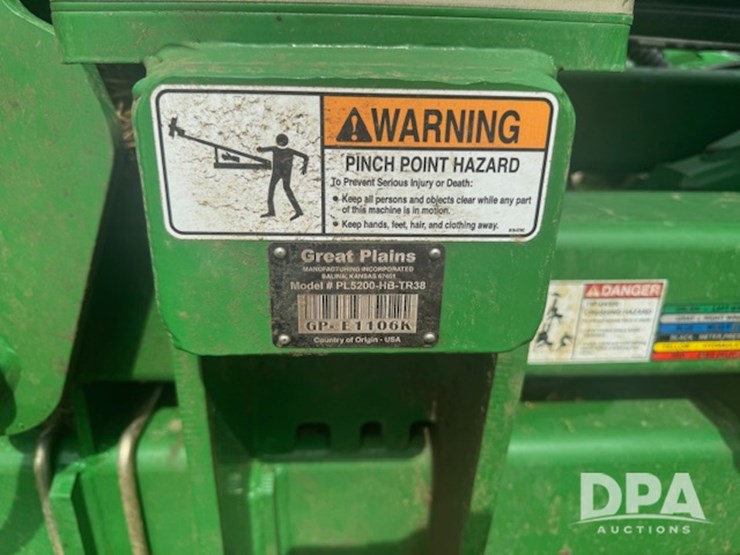 WARNING
PINCH POINT HAZARD
To Prevent Serious Injury or Death:
• Keep all persons and objects clear while any part
of this machine is in motion.
• Keep hands, feet, hair, and clothing away.
Great Plains
MANUFACTURING INCORPORATED
SALINA, KANSAS 67401
Model # PL5200-HB-TR38
GP-E1106K
Country of Origin - USA
DANGER
DPA
AUCTIONS